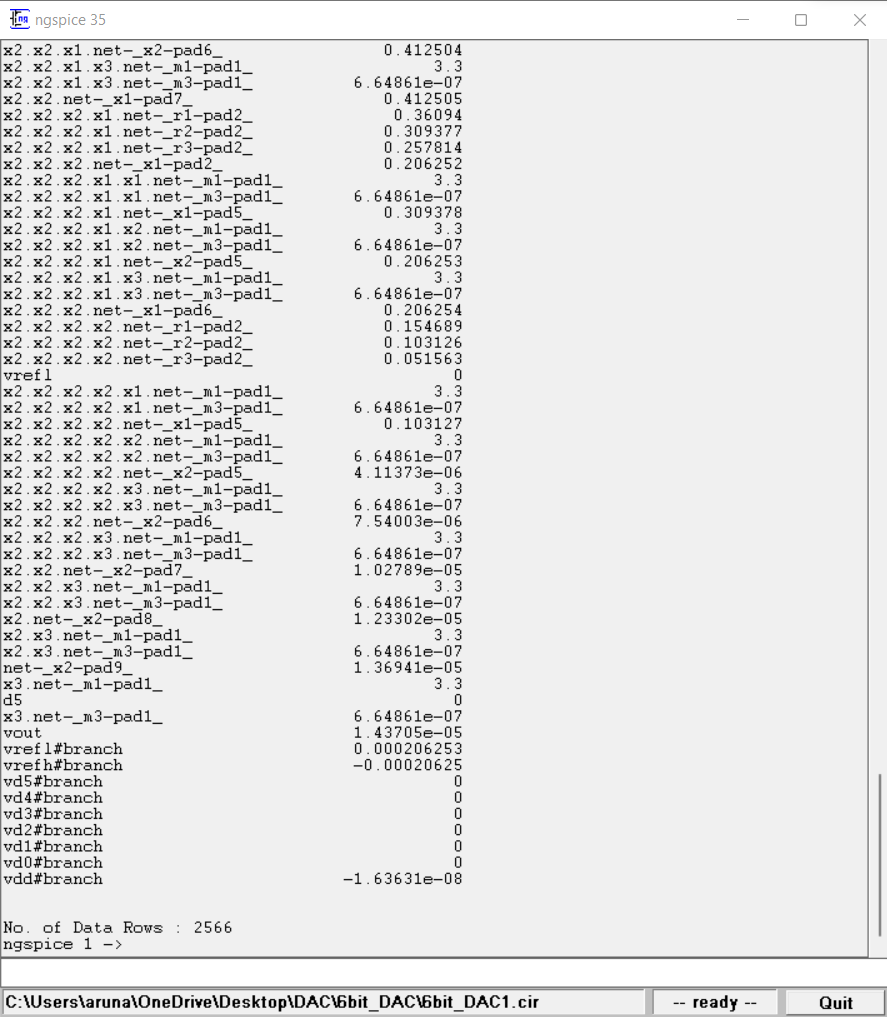 ngspice 35
x2.x2.x1.net-_x2-pad6_ 0.412504
x2.x2.x1.x3.net-_m1-pad1_ 3.3
x2.x2.x1.x3.net-_m3-pad1_ 6.64861e-07
x2.x2.net-_x1-pad7_ 0.412505
x2.x2.x2.x1.net-_r1-pad2_ 0.36094
x2.x2.x2.x1.net-_r2-pad2_ 0.309377
x2.x2.x2.x1.net-_r3-pad2_ 0.257814
x2.x2.x2.net-_x1-pad2_ 0.206252
x2.x2.x2.x1.x1.net-_m1-pad1_ 3.3
x2.x2.x2.x1.x1.net-_m3-pad1_ 6.64861e-07
x2.x2.x2.x1.net-_x1-pad5_ 0.309378
x2.x2.x2.x1.x2.net-_m1-pad1_ 3.3
x2.x2.x2.x1.x2.net-_m3-pad1_ 6.64861e-07
x2.x2.x2.x1.net-_x2-pad5_ 0.206253
x2.x2.x2.x1.x3.net-_m1-pad1_ 3.3
x2.x2.x2.x1.x3.net-_m3-pad1_ 6.64861e-07
x2.x2.x2.net-_x1-pad6_ 0.206254
x2.x2.x2.x2.net-_r1-pad2_ 0.154689
x2.x2.x2.x2.net-_r2-pad2_ 0.103126
x2.x2.x2.x2.net-_r3-pad2_ 0.051563
vrefl 0
x2.x2.x2.x2.x1.net-_m1-pad1_ 3.3
x2.x2.x2.x2.x1.net-_m3-pad1_ 6.64861e-07
x2.x2.x2.x2.net-_x1-pad5_ 0.103127
x2.x2.x2.x2.x2.net-_m1-pad1_ 3.3
x2.x2.x2.x2.x2.net-_m3-pad1_ 6.64861e-07
x2.x2.x2.x2.net-_x2-pad5_ 4.11373e-06
x2.x2.x2.x2.x3.net-_m1-pad1_ 3.3
x2.x2.x2.x2.x3.net-_m3-pad1_ 6.64861e-07
x2.x2.x2.net-_x2-pad6_ 7.54003e-06
x2.x2.x2.x3.net-_m1-pad1_ 3.3
x2.x2.x2.x3.net-_m3-pad1_ 6.64861e-07
x2.x2.net-_x2-pad7_ 1.02789e-05
x2.x2.x3.net-_m1-pad1_ 3.3
x2.x2.x3.net-_m3-pad1_ 6.64861e-07
x2.net-_x2-pad8_ 1.23302e-05
x2.x3.net-_m1-pad1_ 3.3
x2.x3.net-_m3-pad1_ 6.64861e-07
net-_x2-pad9_ 1.36941e-05
x3.net-_m1-pad1_ 3.3
d5 0
x3.net-_m3-pad1_ 6.64861e-07
vout 1.43705e-05
vrefl#branch 0.000206253
vrefh#branch -0.00020625
vd5#branch 0
vd4#branch 0
vd3#branch 0
vd2#branch 0
vd1#branch 0
vd0#branch 0
vdd#branch -1.63631e-08
No. of Data Rows : 2566
ngspice 1 ->
C:\Users\aruna\OneDrive\Desktop\DAC\6bit_DAC\6bit_DAC1.cir -- ready -- Quit